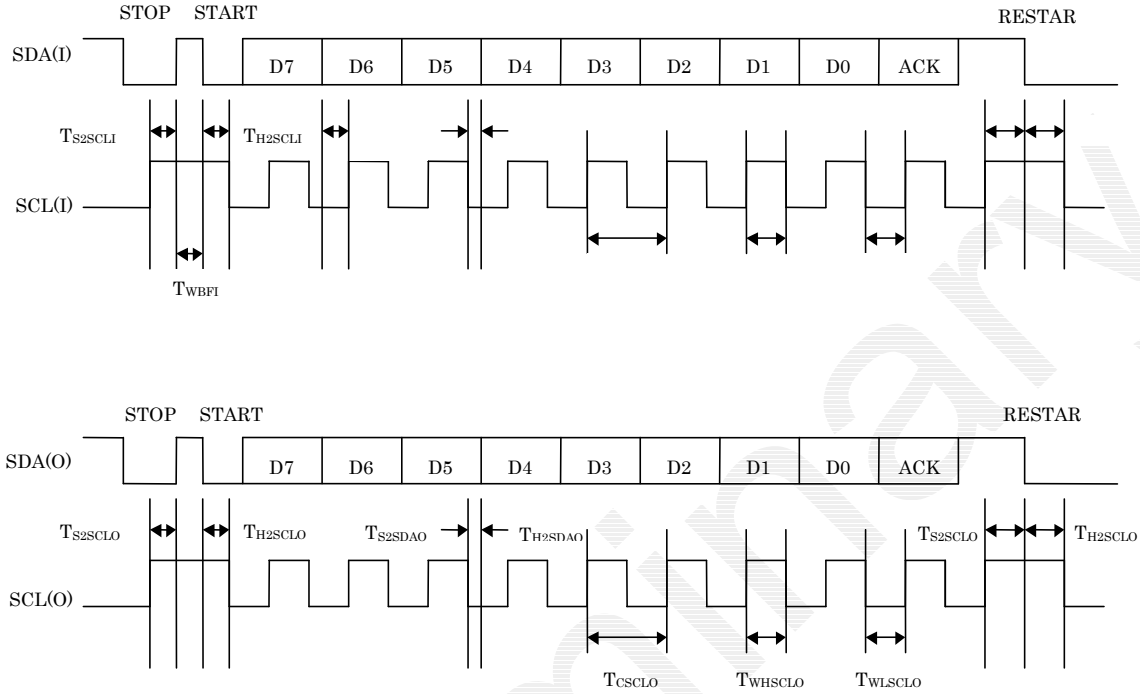 STOP START RESTAR
SDA(I) D7 D6 D5 D4 D3 D2 D1 D0 ACK
TS2SCLI TH2SCLI
SCL(I)
TWBFI
STOP START RESTAR
SDA(O) D7 D6 D5 D4 D3 D2 D1 D0 ACK
TS2SCLO TH2SCLO TS2SDAO TH2SDAO TS2SCLO TH2SCLO
SCL(O)
TCSCLO TWHSCLO TWLSCLO